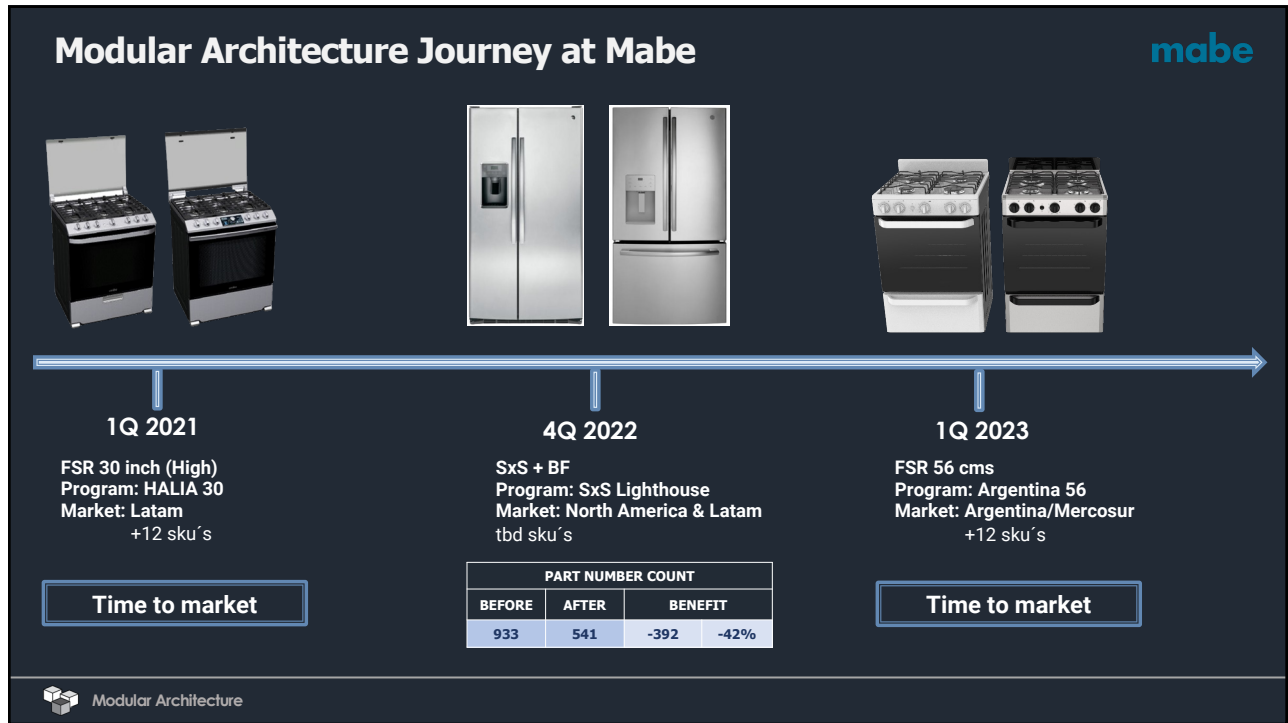 Modular Architecture Journey at Mabe
mabe
1Q 2021
FSR 30 inch (High)
Program: HALIA 30
Market: Latam
+12 sku´s
Time to market
4Q 2022
SxS + BF
Program: SxS Lighthouse
Market: North America & Latam
tbd sku´s
PART NUMBER COUNT
BEFORE AFTER BENEFIT
933 541 -392 -42%
1Q 2023
FSR 56 cms
Program: Argentina 56
Market: Argentina/Mercosur
+12 sku´s
Time to market
Modular Architecture